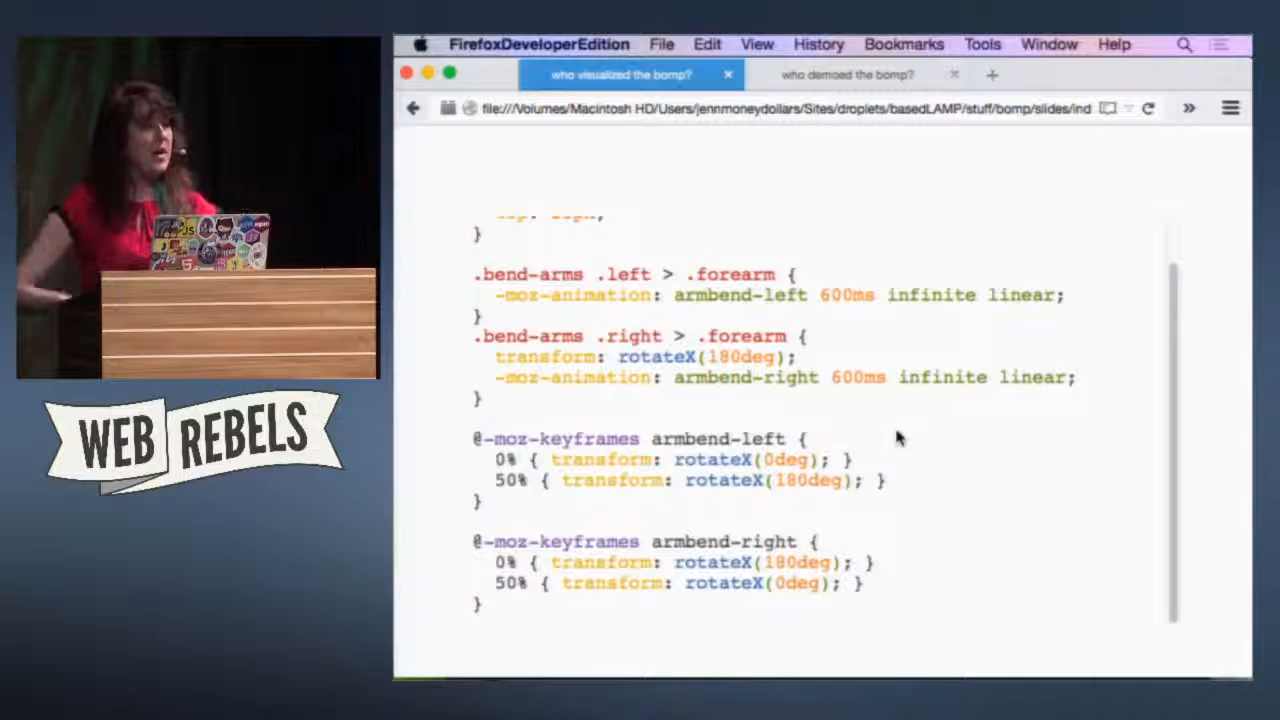 FirefoxDeveloperEdition File Edit View History Bookmarks Tools Window Help
who visualized the bomp? × who demoed the bomp? × +
file:///Volumes/Macintosh HD/Users/jennmoneydollars/Sites/droplets/basedLAMP/stuff/bomp/slides/ind
}
.bend-arms .left > .forearm {
-moz-animation: armbend-left 600ms infinite linear;
}
.bend-arms .right > .forearm {
transform: rotateX(180deg);
-moz-animation: armbend-right 600ms infinite linear;
}
@-moz-keyframes armbend-left {
0% { transform: rotateX(0deg); }
50% { transform: rotateX(180deg); }
}
@-moz-keyframes armbend-right {
0% { transform: rotateX(180deg); }
50% { transform: rotateX(0deg); }
}
WEB REBELS